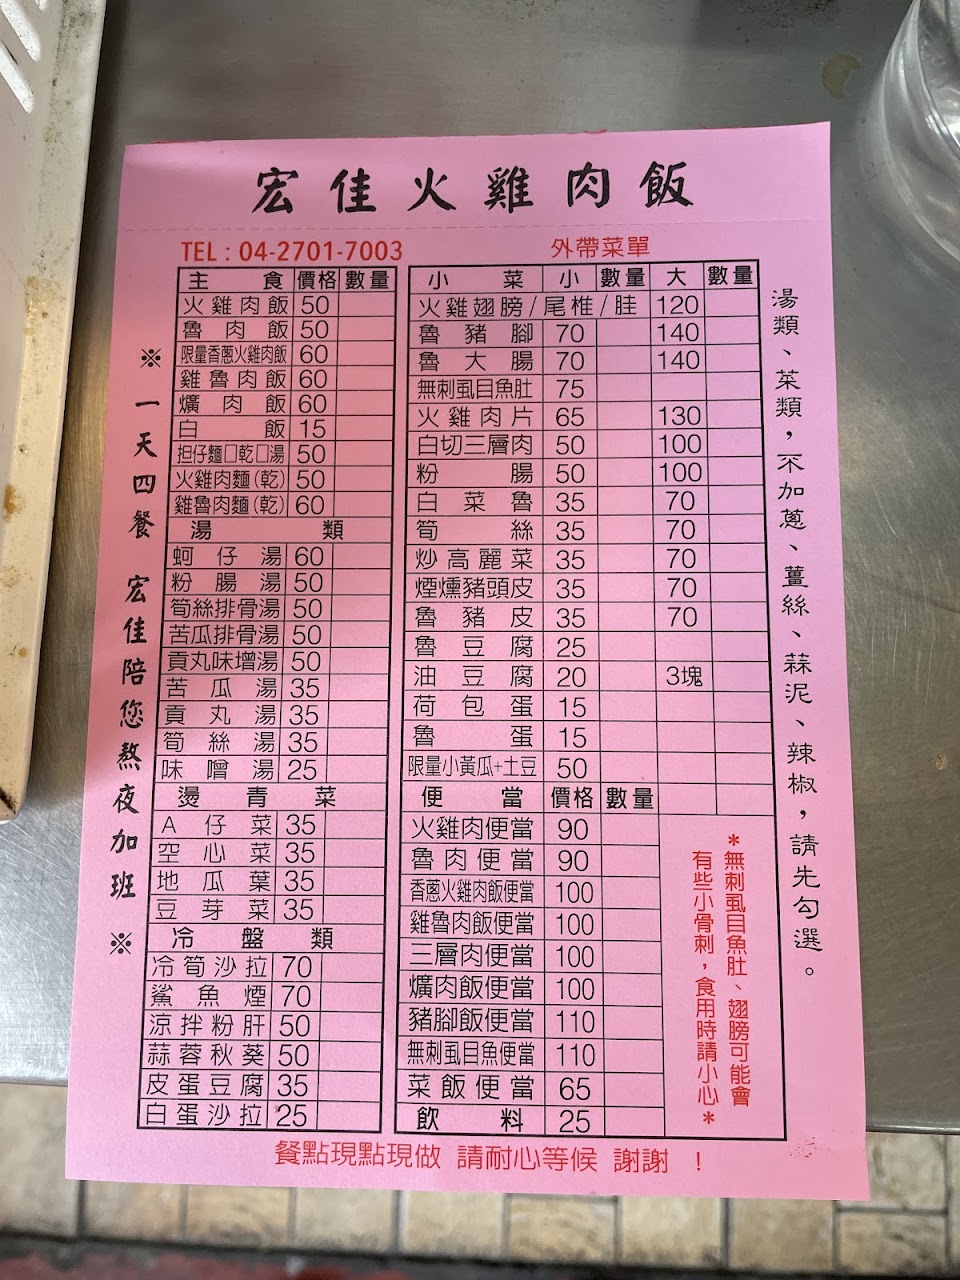 宏佳火雞肉飯
TEL : 04-2701-7003
外帶菜單
主食 價格 數量
火雞肉飯 50
魯肉飯 50
限量香蔥火雞肉飯 60
雞魯肉飯 60
爌肉飯 60
白飯 15
担仔麵□乾□湯 50
火雞肉麵(乾) 50
雞魯肉麵(乾) 60
湯類
蚵仔湯 60
粉腸湯 50
筍絲排骨湯 50
苦瓜排骨湯 50
貢丸味增湯 50
苦瓜湯 35
貢丸湯 35
筍絲湯 35
味噌湯 25
燙青菜
A仔菜 35
空心菜 35
地瓜葉 35
豆芽菜 35
冷盤類
冷筍沙拉 70
鯊魚煙 70
涼拌粉肝 50
蒜蓉秋葵 50
皮蛋豆腐 35
白蛋沙拉 25
小菜 小 數量 大 數量
火雞翅膀/尾椎/胿 120
魯豬腳 70 140
魯大腸 70 140
無刺虱目魚肚 75
火雞肉片 65 130
白切三層肉 50 100
粉腸 50 100
白菜魯 35 70
筍絲 35 70
炒高麗菜 35 70
煙燻豬頭皮 35 70
魯豬皮 35 70
魯豆腐 25
油豆腐 20 3塊
荷包蛋 15
魯蛋 15
限量小黃瓜+土豆 50
便當 價格 數量
火雞肉便當 90
魯肉便當 90
香蔥火雞肉飯便當 100
雞魯肉飯便當 100
三層肉便當 100
爌肉飯便當 100
豬腳飯便當 110
無刺虱目魚便當 110
菜飯便當 65
飲料 25
*無刺虱目魚肚、翅膀可能會
有些小骨刺，食用時請小心*
湯類、菜類，不加蔥、薑絲、蒜泥、辣椒，請先勾選。
※一天四餐 宏佳陪您熬夜加班※
餐點現點現做 請耐心等候 謝謝 !